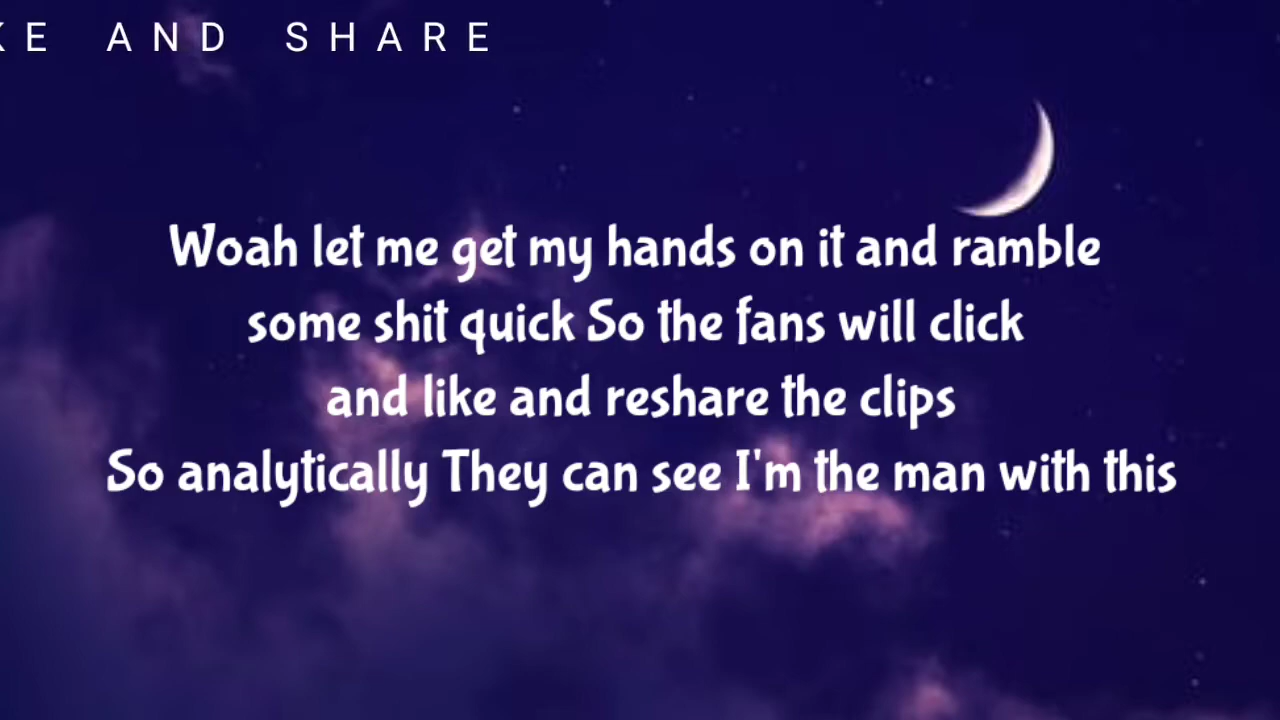 KE AND SHARE
Woah let me get my hands on it and ramble
some shit quick So the fans will click
and like and reshare the clips
So analytically They can see I'm the man with this